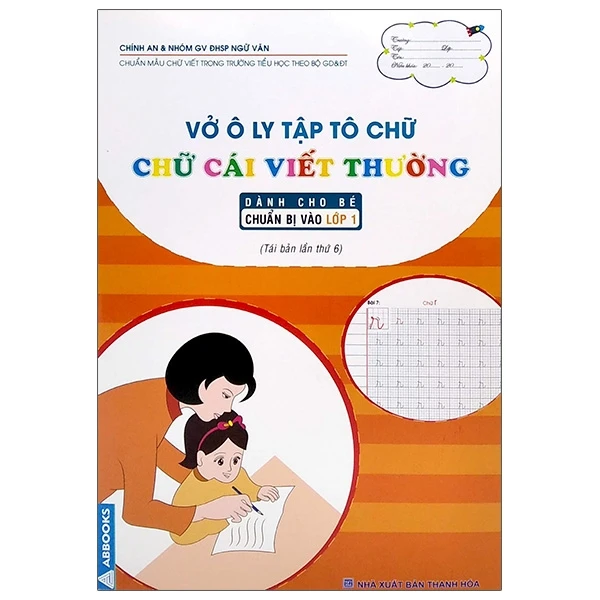 CHÍNH AN & NHÓM GV ĐHSP NGỮ VĂN
CHUẨN MẪU CHỮ VIẾT TRONG TRƯỜNG TIỂU HỌC THEO BỘ GD&ĐT
Trường:
Lớp:
Tên:
Niên khóa: 20 - 20
VỞ Ô LY TẬP TÔ CHỮ
CHỮ CÁI VIẾT THƯỜNG
DÀNH CHO BÉ
CHUẨN BỊ VÀO LỚP 1
(Tái bản lần thứ 6)
Bài 7:
Chữ r
ABBOOKS
NHÀ XUẤT BẢN THANH HÓA